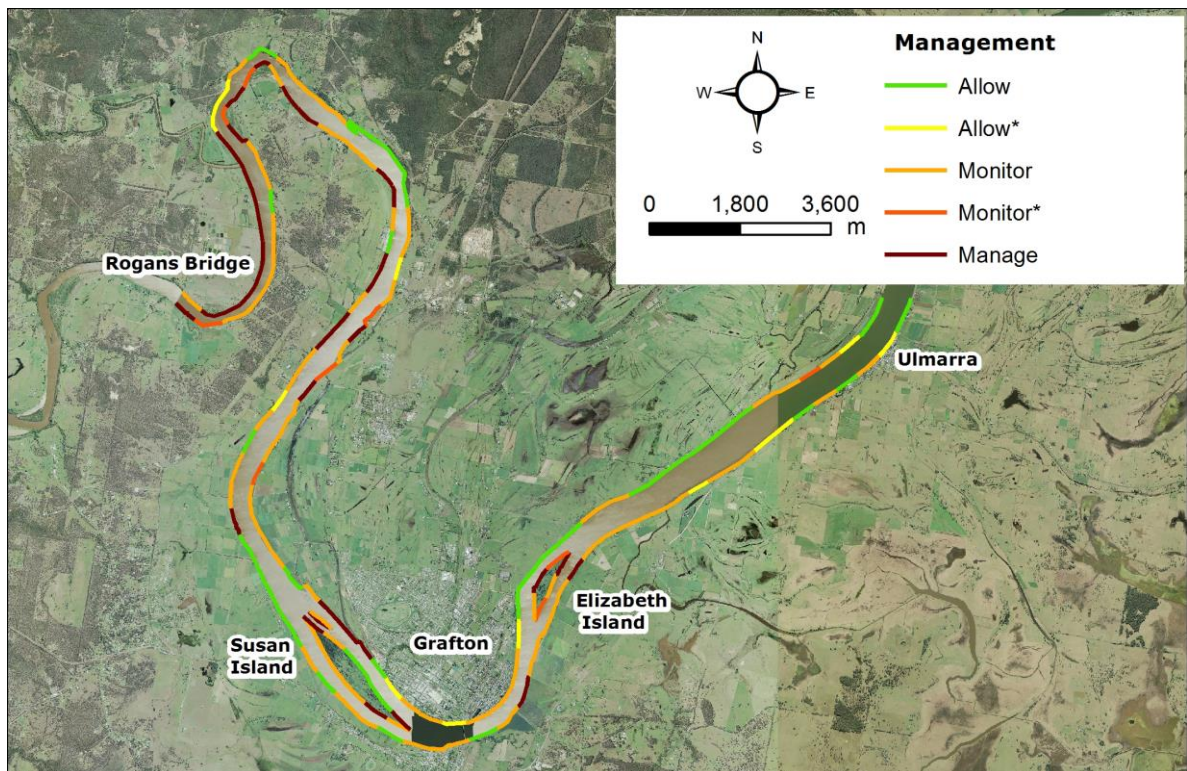 Management
N
W
E
S
Allow
Allow*
Monitor
Monitor*
Manage
0 1,800 3,600
m
Rogans Bridge
Ulmarra
Elizabeth
Island
Grafton
Susan
Island